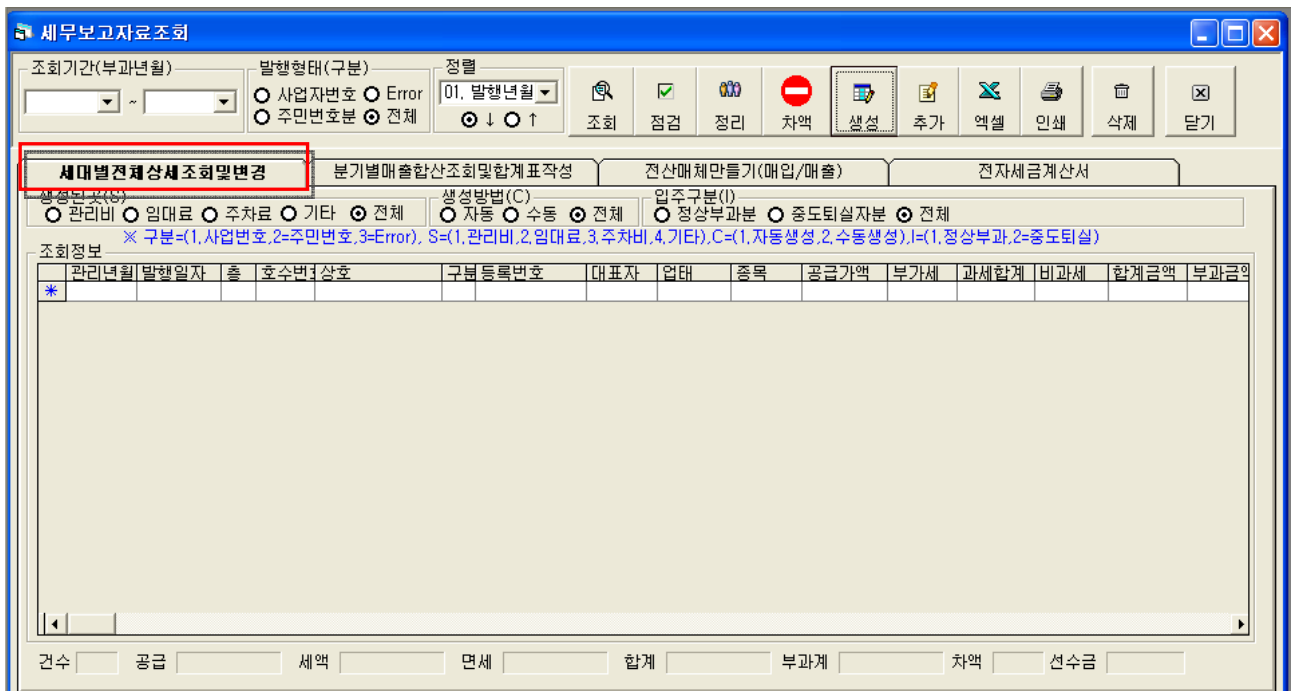 세무보고자료조회
조회기간(부과년월) 발행형태(구분) 정렬
~ 사업자번호 Error 01. 발행년월
주민번호분 전체 ↓ ↑
조회 점검 정리 차액 생성 추가 엑셀 인쇄 삭제 닫기
세대별전체상세조회및변경 분기별매출합산조회및합계표작성 전산매체만들기(매입/매출) 전자세금계산서
생성된곳(S) 생성방법(C) 입주구분(I)
관리비 임대료 주차료 기타 전체 자동 수동 전체 정상부과분 중도퇴실자분 전체
※ 구분=(1,사업번호,2=주민번호,3=Error), S=(1,관리비,2,임대료,3,주차비,4,기타),C=(1,자동생성,2,수동생성),I=(1,정상부과,2=중도퇴실)
조회정보
관리년월 발행일자 층 호수번 상호 구분 등록번호 대표자 업태 종목 공급가액 부가세 과세합계 비과세 합계금액 부과금액
*
건수 공급 세액 면세 합계 부과계 차액 선수금